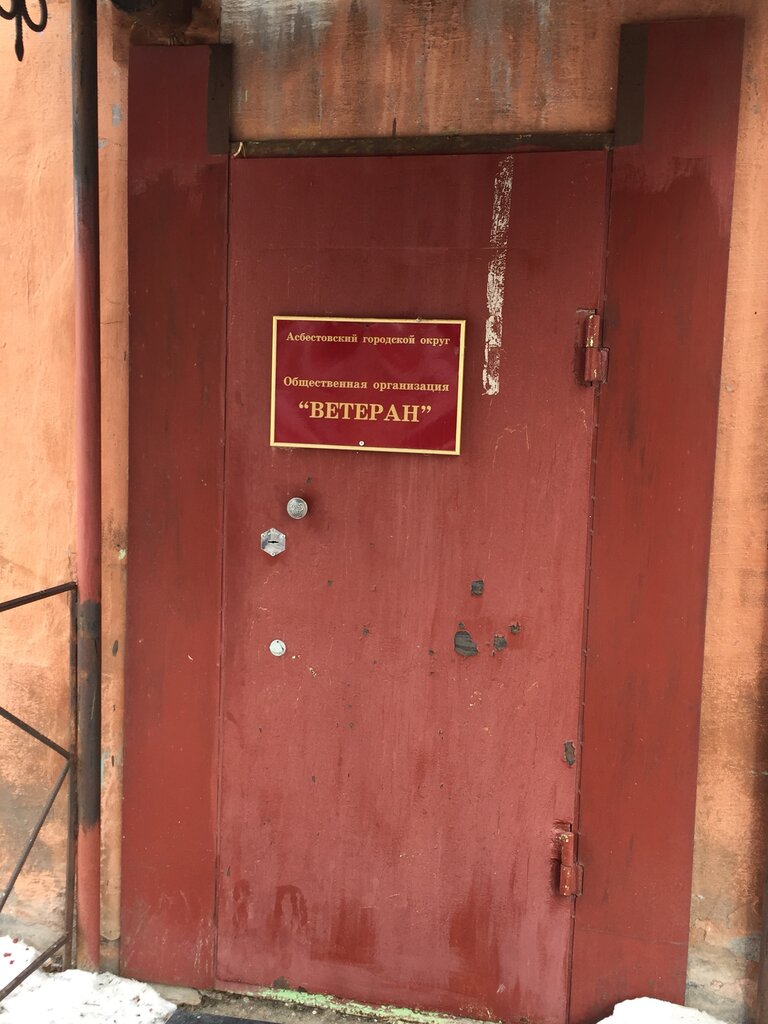 Асбестовский городской округ
Общественная организация
“ВЕТЕРАН”